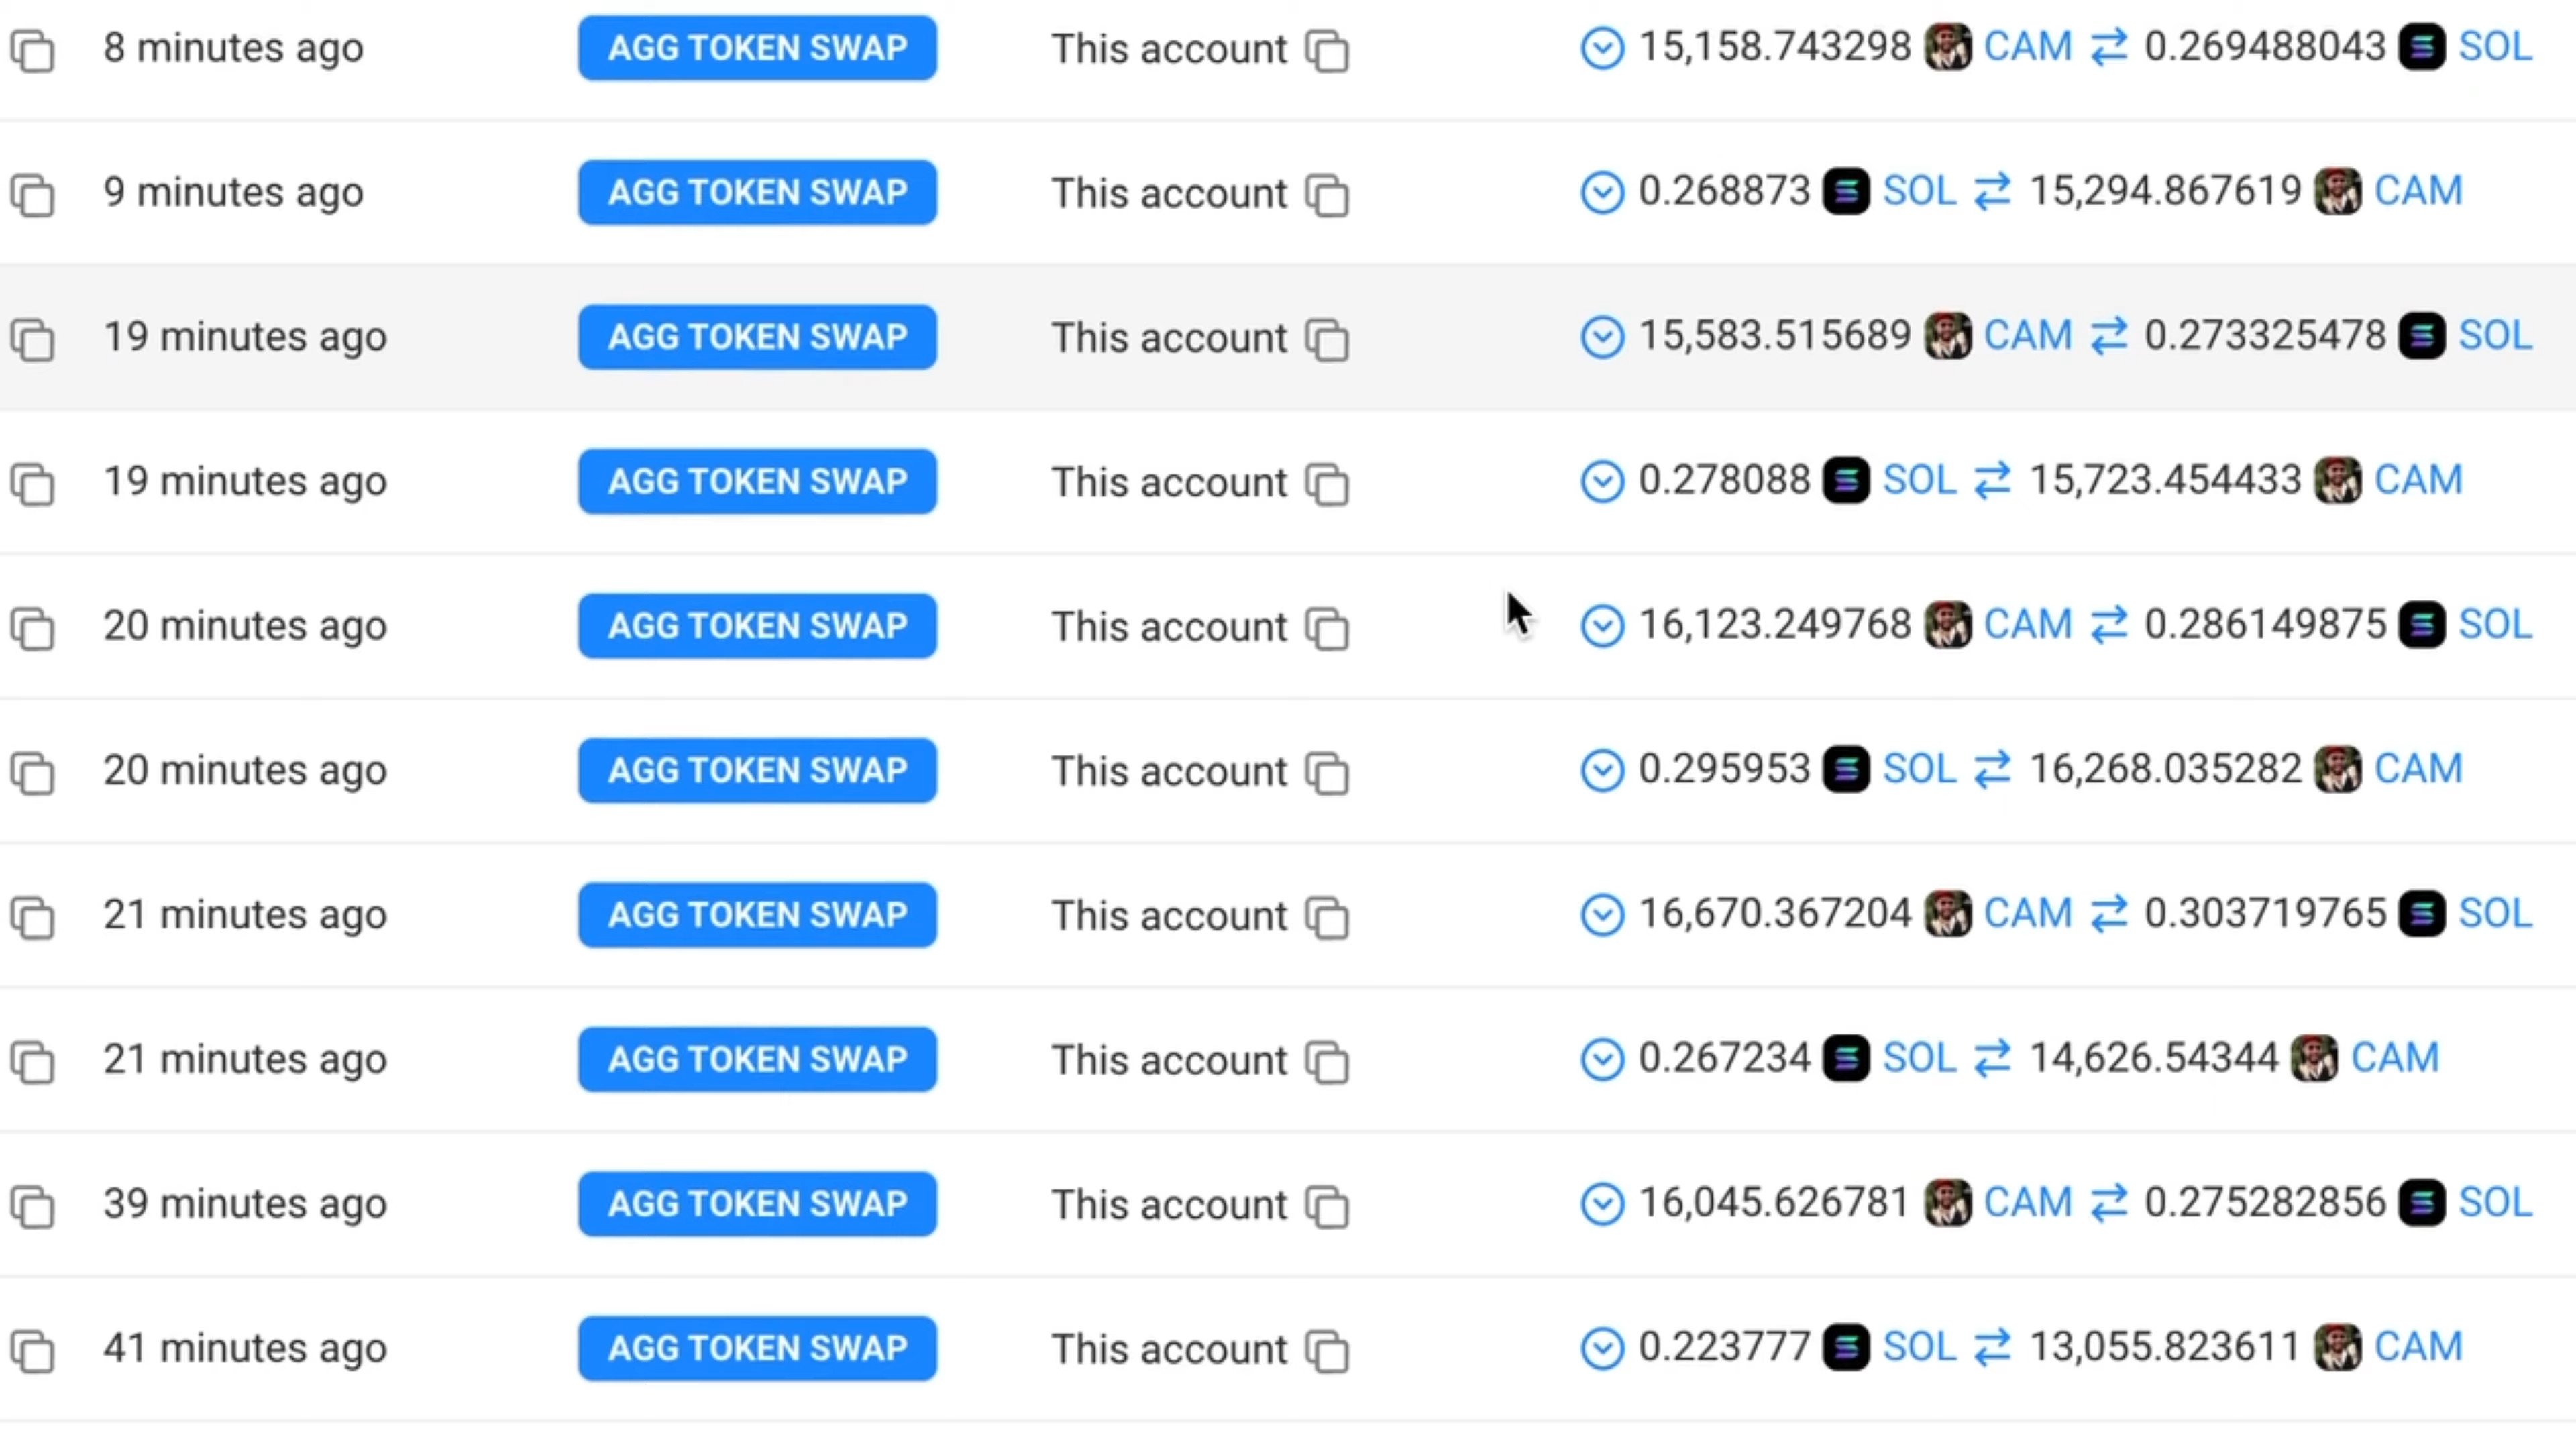 8 minutes ago AGG TOKEN SWAP This account 15,158.743298 CAM 0.269488043 SOL
9 minutes ago AGG TOKEN SWAP This account 0.268873 SOL 15,294.867619 CAM
19 minutes ago AGG TOKEN SWAP This account 15,583.515689 CAM 0.273325478 SOL
19 minutes ago AGG TOKEN SWAP This account 0.278088 SOL 15,723.454433 CAM
20 minutes ago AGG TOKEN SWAP This account 16,123.249768 CAM 0.286149875 SOL
20 minutes ago AGG TOKEN SWAP This account 0.295953 SOL 16,268.035282 CAM
21 minutes ago AGG TOKEN SWAP This account 16,670.367204 CAM 0.303719765 SOL
21 minutes ago AGG TOKEN SWAP This account 0.267234 SOL 14,626.54344 CAM
39 minutes ago AGG TOKEN SWAP This account 16,045.626781 CAM 0.275282856 SOL
41 minutes ago AGG TOKEN SWAP This account 0.223777 SOL 13,055.823611 CAM